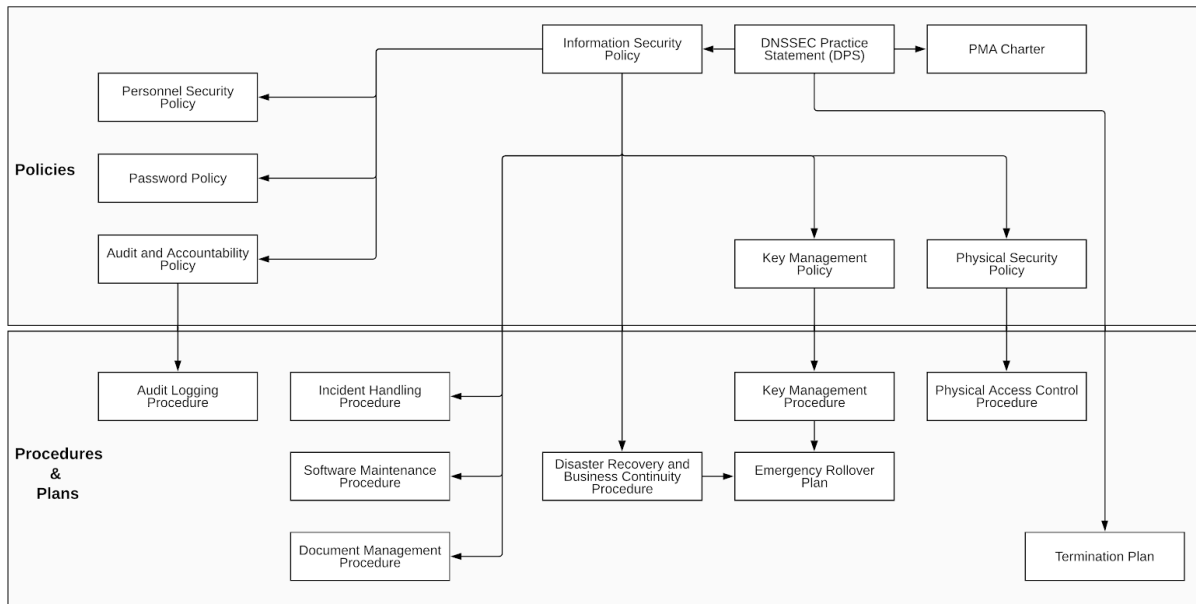 Information Security
Policy
DNSSEC Practice
Statement (DPS)
PMA Charter
Personnel Security
Policy
Policies
Password Policy
Audit and Accountability
Policy
Key Management
Policy
Physical Security
Policy
Audit Logging
Procedure
Incident Handling
Procedure
Key Management
Procedure
Physical Access Control
Procedure
Procedures
&
Plans
Software Maintenance
Procedure
Disaster Recovery and
Business Continuity
Procedure
Emergency Rollover
Plan
Document Management
Procedure
Termination Plan